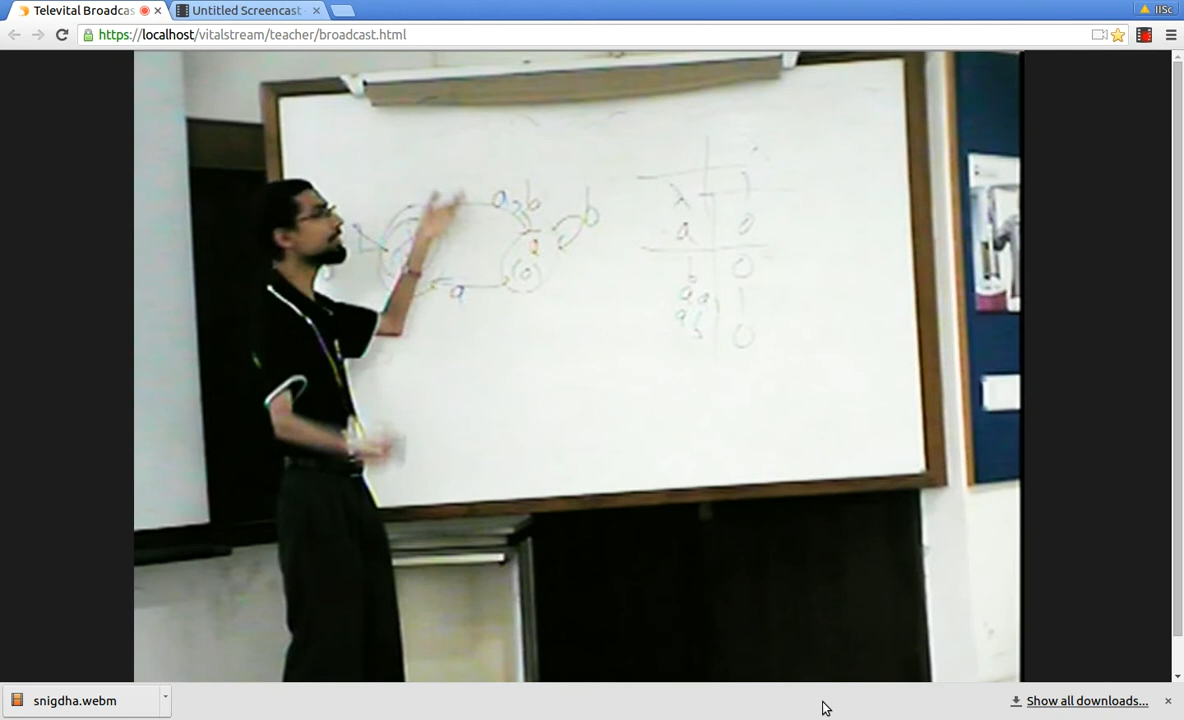 Televital Broadcas
Untitled Screencast
IISc
https://localhost/vitalstream/teacher/broadcast.html
a, b
b
λ 1
a
a 0
b 0
a
aa 1
ab 0
snigdha.webm
Show all downloads...